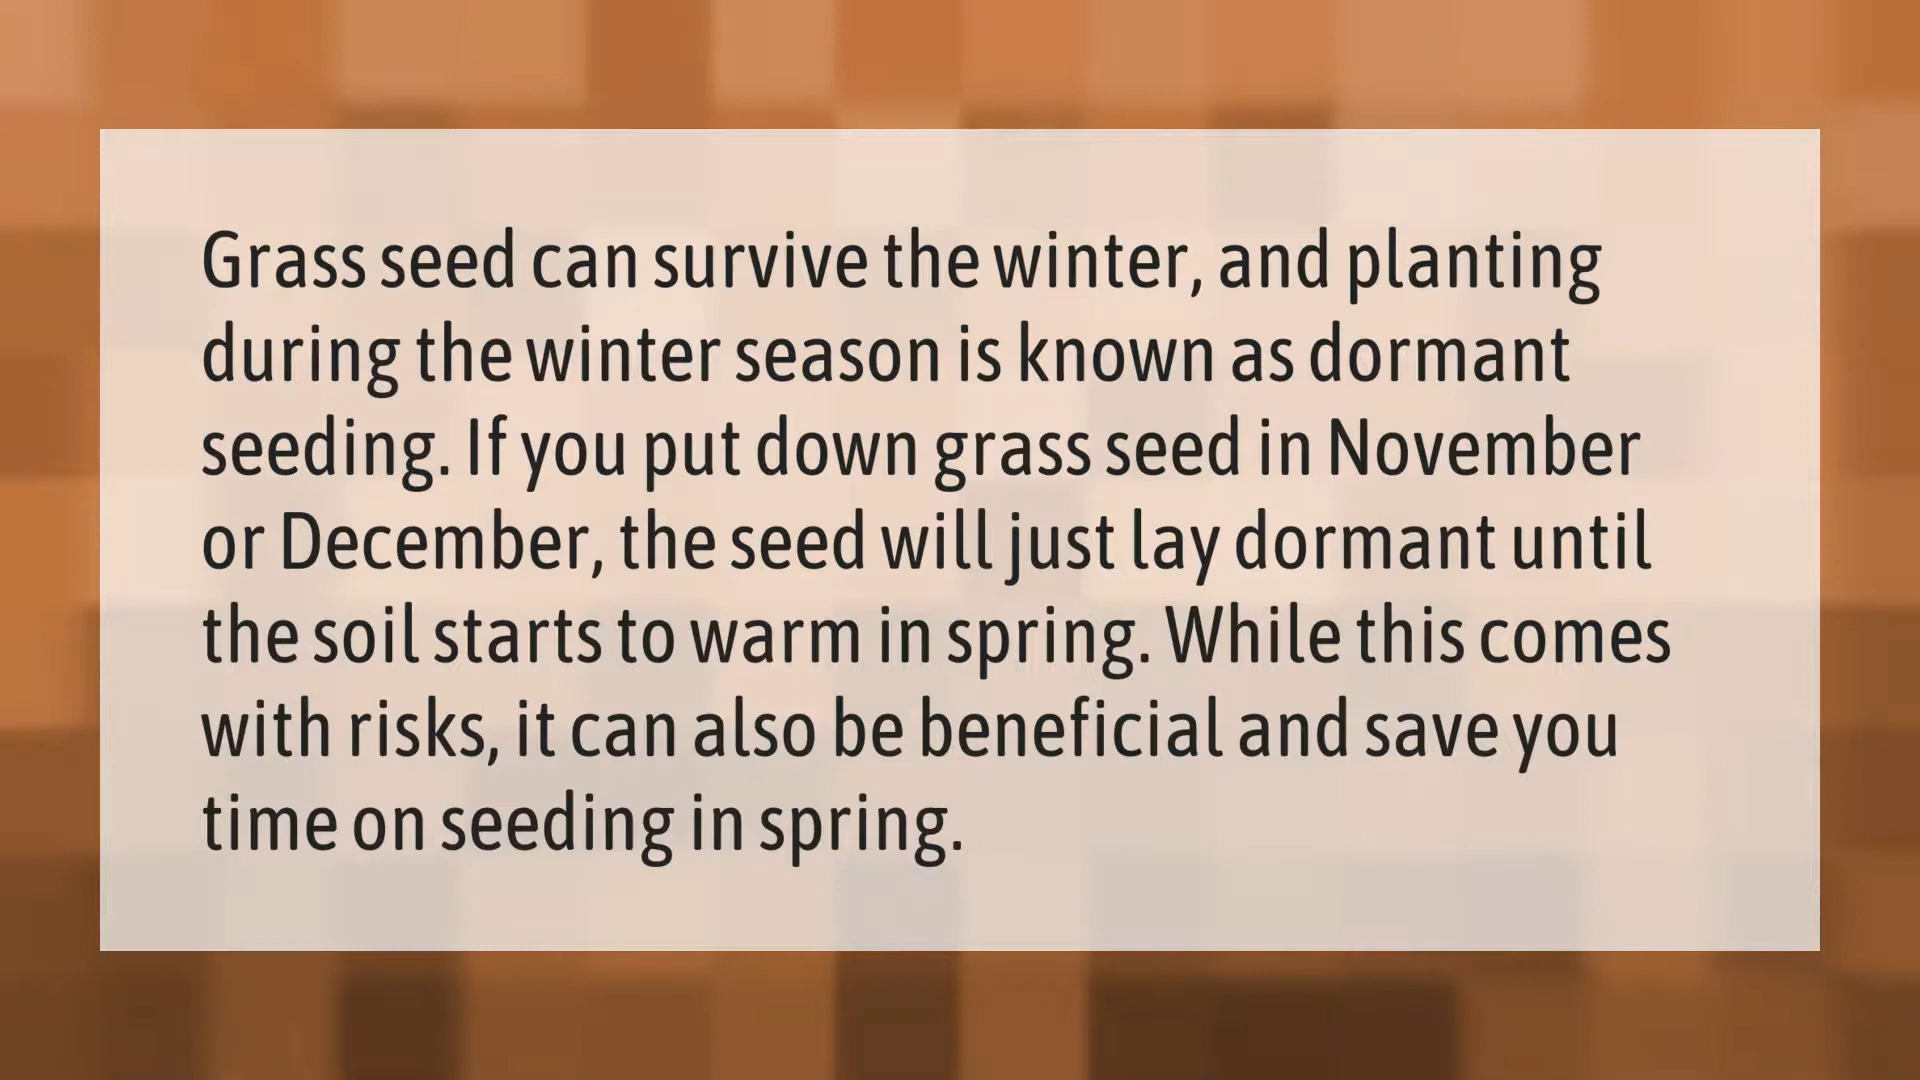 Grass seed can survive the winter, and planting
during the winter season is known as dormant
seeding. If you put down grass seed in November
or December, the seed will just lay dormant until
the soil starts to warm in spring. While this comes
with risks, it can also be beneficial and save you
time on seeding in spring.